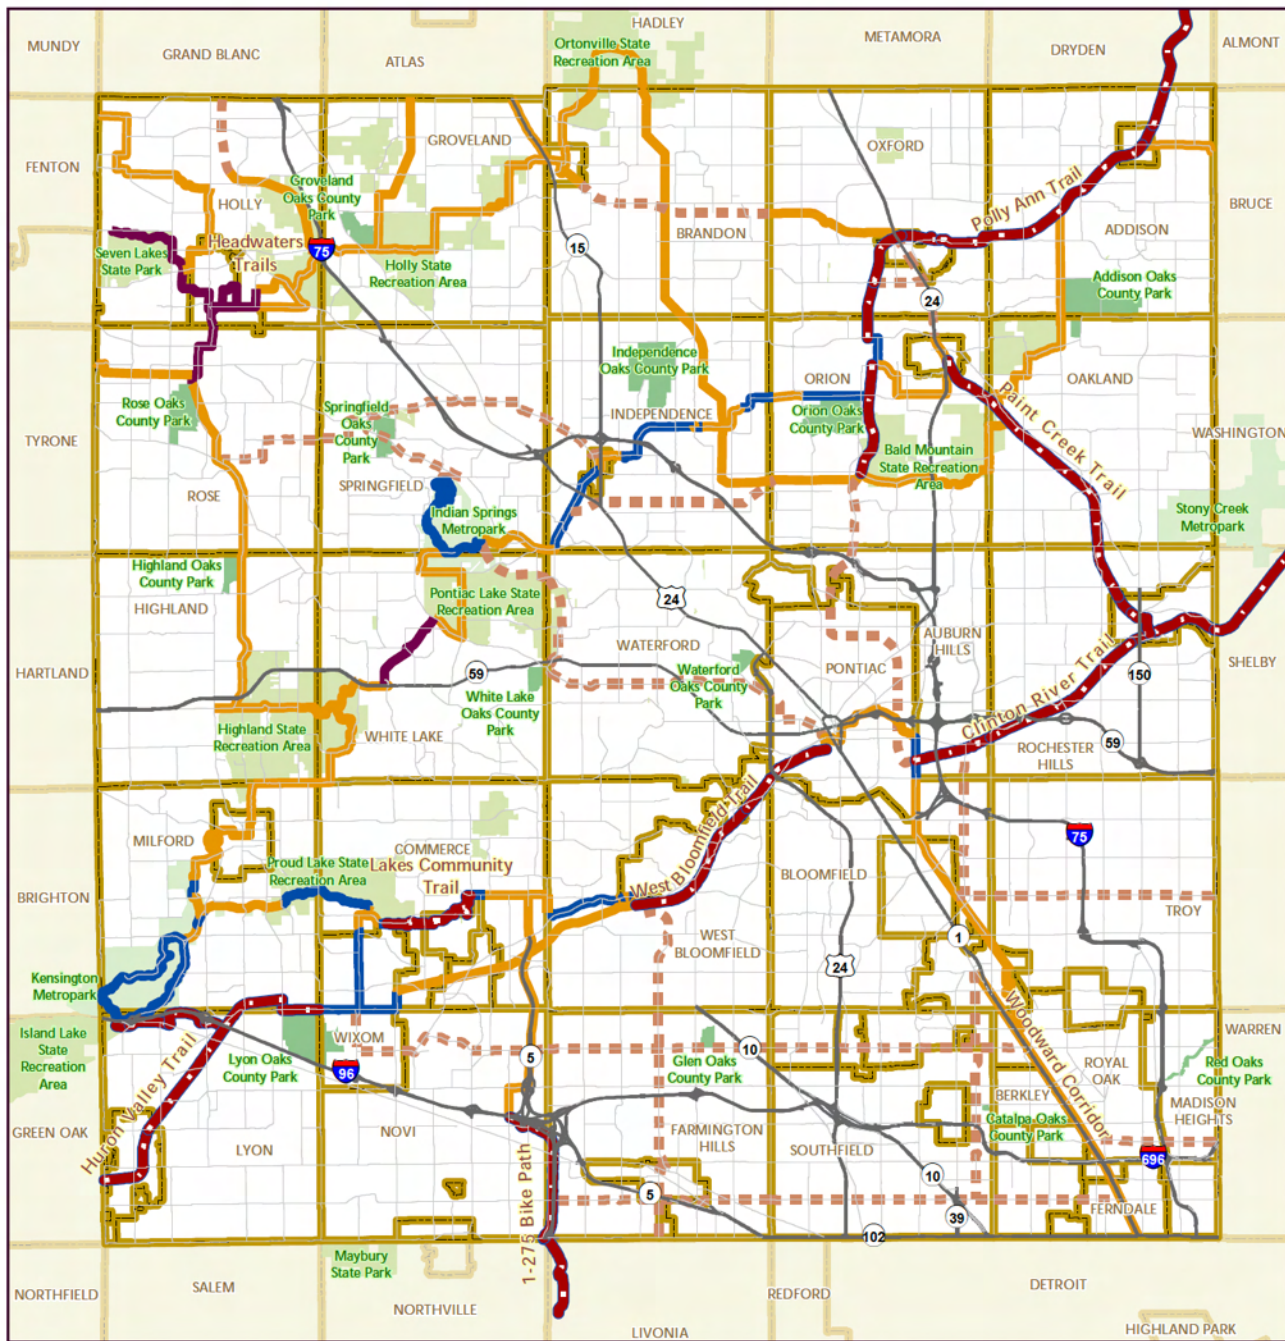 HADLEY
METAMORA
MUNDY
GRAND BLANC
ATLAS
Ortonville State
Recreation Area
DRYDEN
ALMONT
FENTON
GROVELAND
OXFORD
Groveland
Oaks County
Park
HOLLY
Polly Ann Trail
BRUCE
BRANDON
ADDISON
Headwaters
Trails
75
15
Seven Lakes
State Park
Holly State
Recreation Area
Addison Oaks
County Park
24
Independence
Oaks County Park
ORION
OAKLAND
Rose Oaks
County Park
Springfield
Oaks
County
Park
INDEPENDENCE
Orion Oaks
County Park
Paint Creek Trail
TYRONE
WASHINGTON
Bald Mountain
State Recreation
Area
ROSE
SPRINGFIELD
Indian Springs
Metropark
Stony Creek
Metropark
Highland Oaks
County Park
HIGHLAND
Pontiac Lake State
Recreation Area
24
WATERFORD
AUBURN
HILLS
HARTLAND
59
Waterford
Oaks County
Park
PONTIAC
Clinton River Trail
150
SHELBY
White Lake
Oaks County
Park
Highland State
Recreation Area
WHITE LAKE
ROCHESTER
HILLS
59
MILFORD
COMMERCE
Lakes Community
Trail
Proud Lake State
Recreation Area
West Bloomfield Trail
75
BLOOMFIELD
BRIGHTON
TROY
WEST
BLOOMFIELD
1
24
Kensington
Metropark
Woodward Corridor
Island Lake
State
Recreation
Area
Huron Valley Trail
WIXOM
Lyon Oaks
County Park
96
5
10
Glen Oaks
County Park
WARREN
ROYAL
OAK
Red Oaks
County Park
BERKLEY
MADISON
HEIGHTS
GREEN OAK
LYON
NOVI
FARMINGTON
HILLS
SOUTHFIELD
Catalpa Oaks
County Park
696
1-275 Bike Path
5
10
39
FERNDALE
102
Maybury
State Park
NORTHFIELD
SALEM
NORTHVILLE
LIVONIA
REDFORD
DETROIT
HIGHLAND PARK